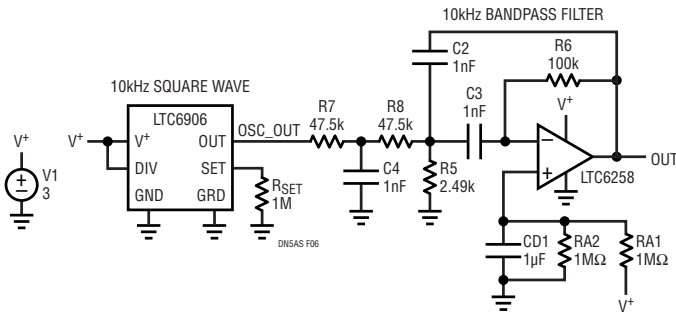 10kHz BANDPASS FILTER
C2
1nF
R6
100k
10kHz SQUARE WAVE
C3
1nF
V+
LTC6906
V+
V+
V+
OUT
OSC_OUT
R7
47.5k
R8
47.5k
−
+
OUT
LTC6258
V1
3
+
−
DIV
SET
GND
GRD
RSET
1M
C4
1nF
R5
2.49k
DN5AS F06
CD1
1µF
RA2
1MΩ
RA1
1MΩ
V+